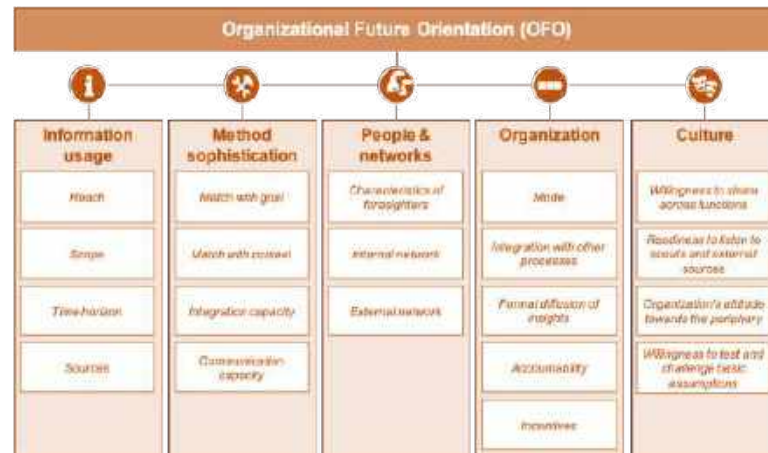 Organizational Future Orientation (OFO)
Information
usage
Reach
Scope
Time-horizon
Sources
Method
sophistication
Match with goal
Match with context
Integration capacity
Communication
capacity
People &
networks
Characteristics of
foresighters
Internal network
External network
Organization
Mode
Integration with other
processes
Formal diffusion of
insights
Accountability
Incentives
Culture
Willingness to share
across functions
Readiness to listen to
scouts and external
sources
Organization's attitude
towards the periphery
Willingness to test and
challenge basic
assumptions